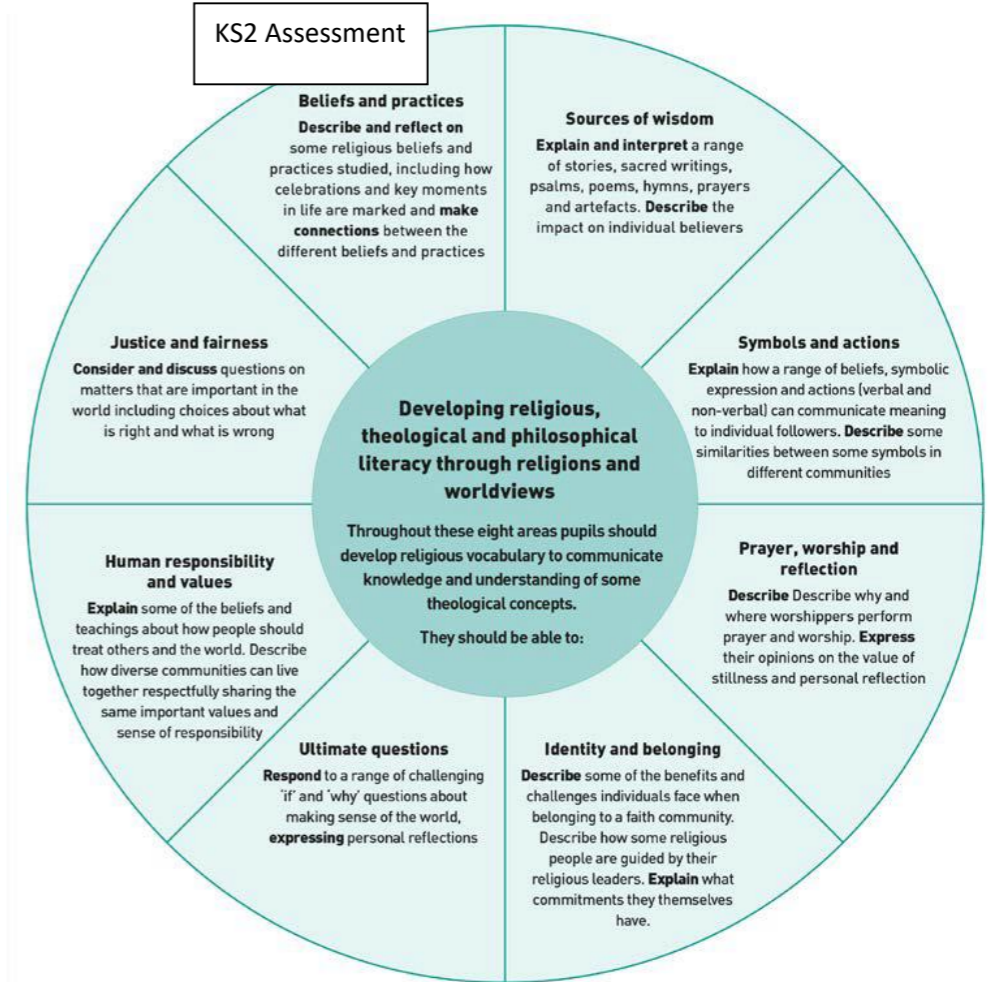 KS2 Assessment
Beliefs and practices
Describe and reflect on
some religious beliefs and
practices studied, including how
celebrations and key moments
in life are marked and make
connections between the
different beliefs and practices
Sources of wisdom
Explain and interpret a range
of stories, sacred writings,
psalms, poems, hymns, prayers
and artefacts. Describe the
impact on individual believers
Symbols and actions
Explain how a range of beliefs, symbolic
expression and actions (verbal and
non-verbal) can communicate meaning
to individual followers. Describe some
similarities between some symbols in
different communities
Prayer, worship and
reflection
Describe Describe why and
where worshippers perform
prayer and worship. Express
their opinions on the value of
stillness and personal reflection
Identity and belonging
Describe some of the benefits and
challenges individuals face when
belonging to a faith community.
Describe how some religious
people are guided by their
religious leaders. Explain what
commitments they themselves
have.
Ultimate questions
Respond to a range of challenging
'if' and 'why' questions about
making sense of the world,
expressing personal reflections
Human responsibility
and values
Explain some of the beliefs and
teachings about how people should
treat others and the world. Describe
how diverse communities can live
together respectfully sharing the
same important values and
sense of responsibility
Justice and fairness
Consider and discuss questions on
matters that are important in the
world including choices about what
is right and what is wrong
Developing religious,
theological and philosophical
literacy through religions and
worldviews
Throughout these eight areas pupils should
develop religious vocabulary to communicate
knowledge and understanding of some
theological concepts.
They should be able to: